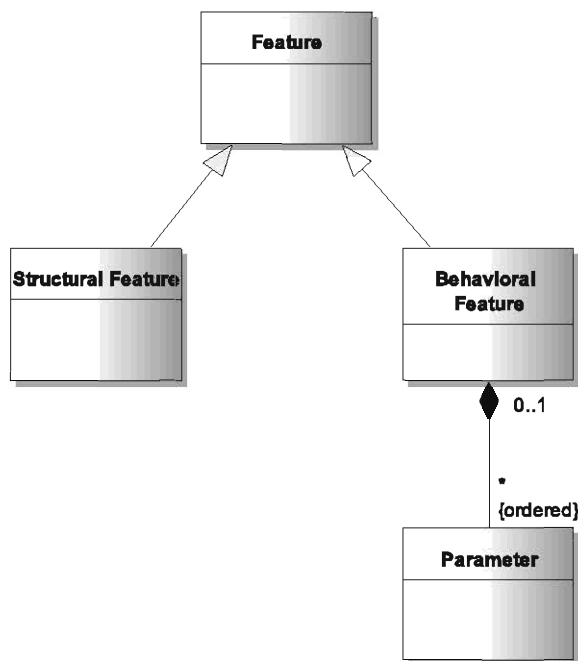 Feature
Structural Feature
Behavioral
Feature
0..1
*
{ordered}
Parameter